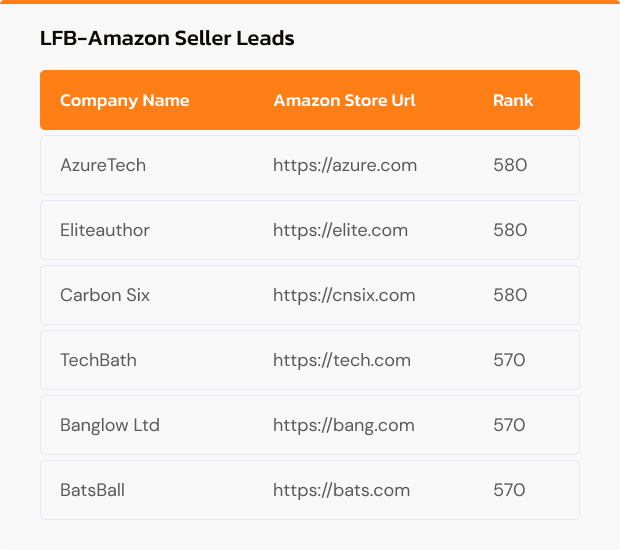 LFB-Amazon Seller Leads
Company Name Amazon Store Url Rank
AzureTech https://azure.com 580
Eliteauthor https://elite.com 580
Carbon Six https://cnsix.com 580
TechBath https://tech.com 570
Banglow Ltd https://bang.com 570
BatsBall https://bats.com 570